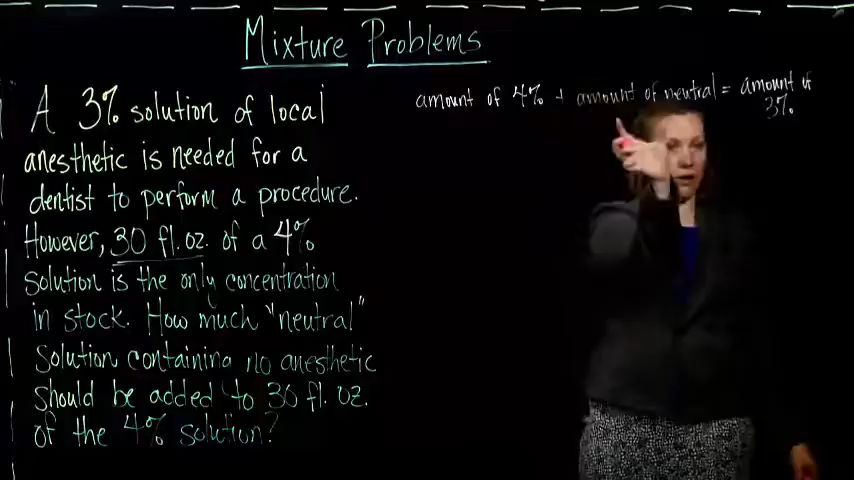 Mixture Problems
A 3% solution of local
anesthetic is needed for a
dentist to perform a procedure.
However, 30 fl. oz. of a 4%
solution is the only concentration
in stock. How much "neutral"
solution containing no anesthetic
should be added to 30 fl. oz.
of the 4% solution?
amount of 4% + amount of neutral = amount of
3%